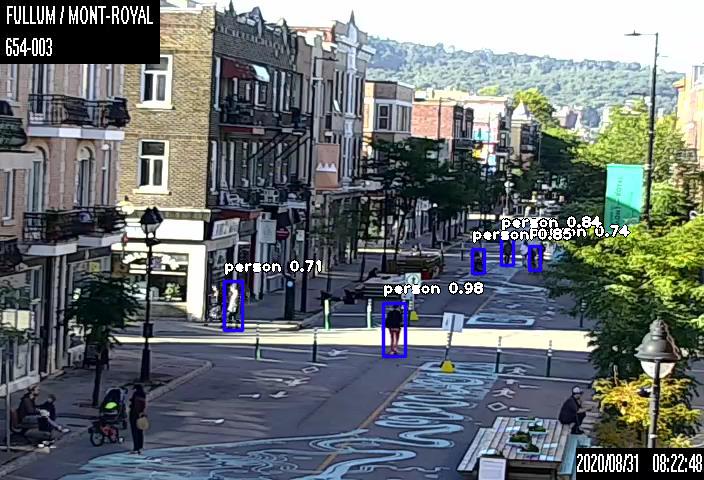 FULLUM / MONT-ROYAL
654-003
person 0.84
person 0.85
0.74
person 0.71
person 0.98
2020/08/31 08:22:48